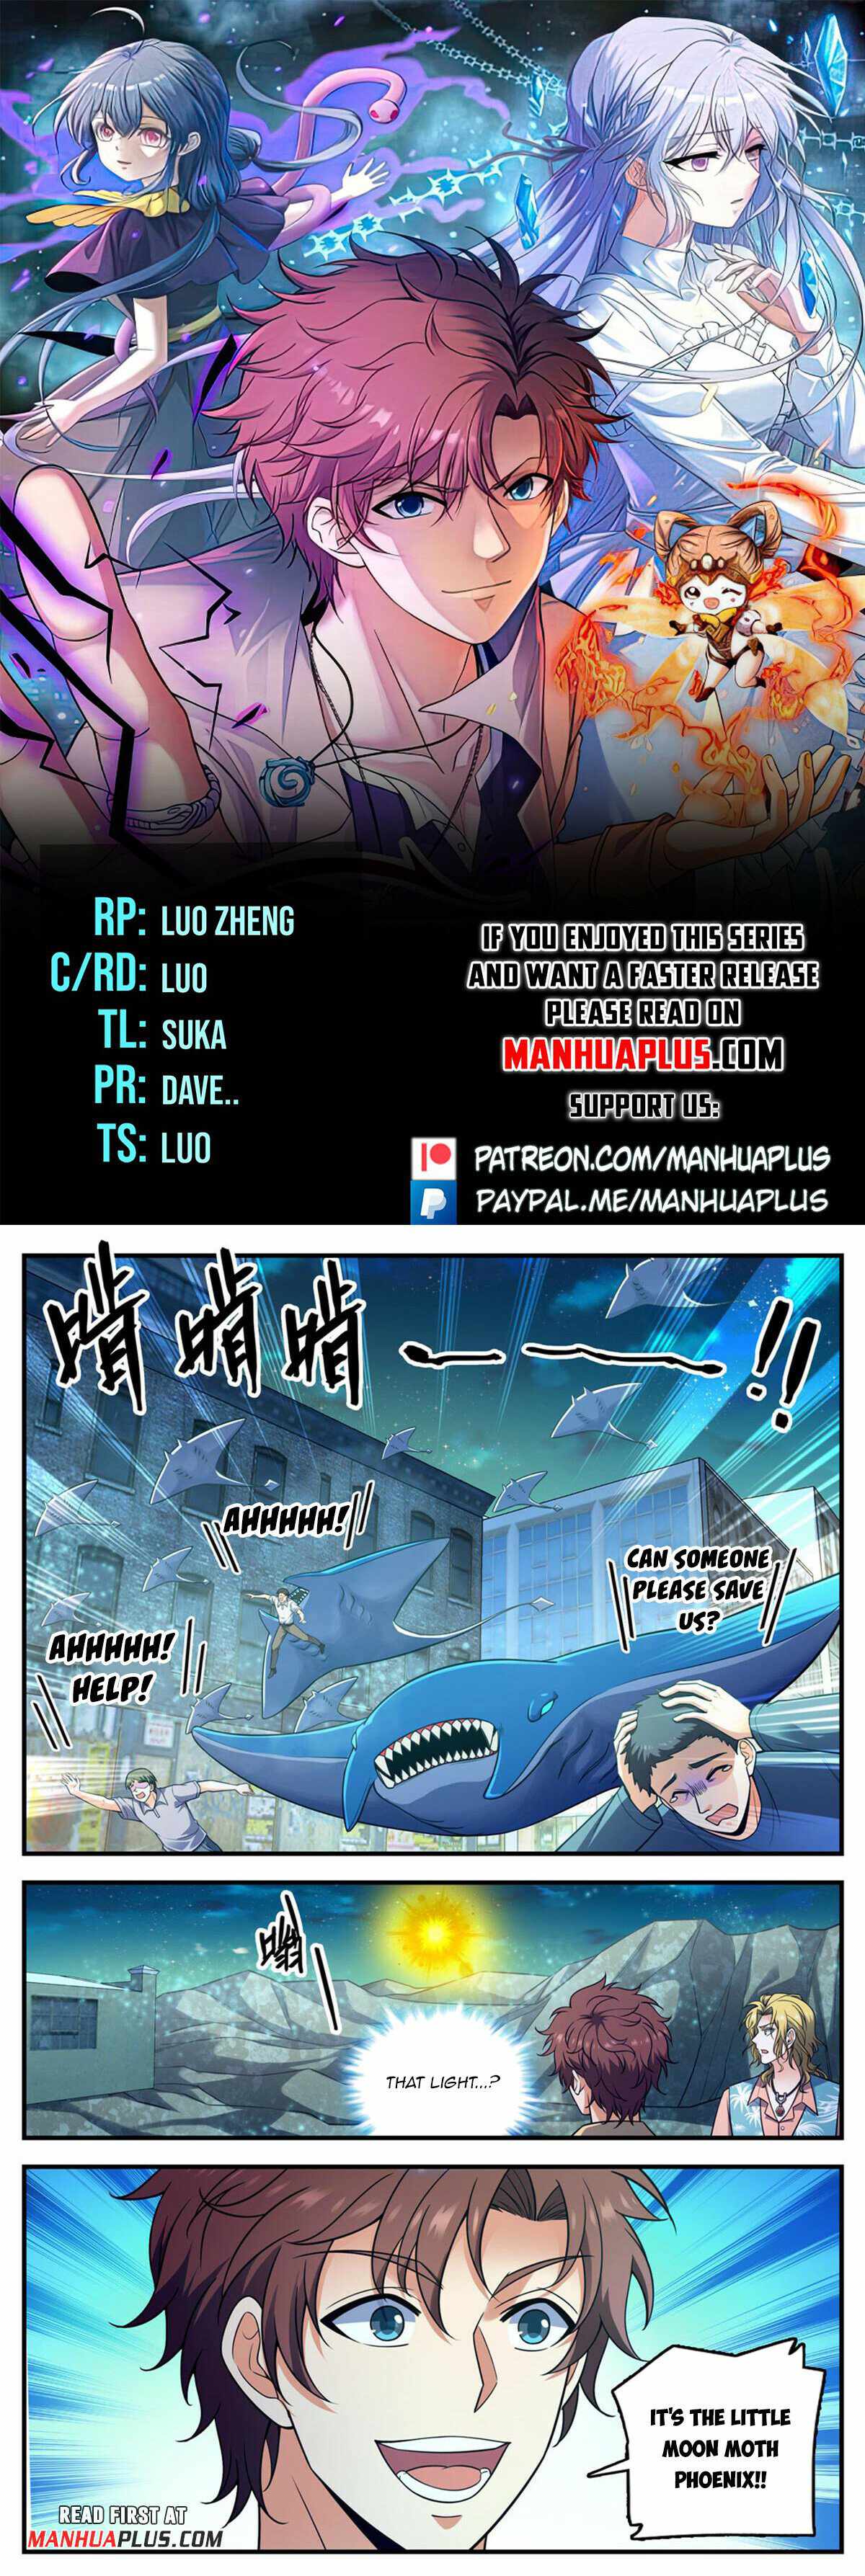 RP: LUO ZHENG
C/RD: LUO
TL: SUKA
PR: DAVE..
TS: LUO
IF YOU ENJOYED THIS SERIES
AND WANT A FASTER RELEASE
PLEASE READ ON
MANHUAPLUS.COM
SUPPORT US:
PATREON.COM/MANHUAPLUS
PAYPAL.ME/MANHUAPLUS
啃啃啃——!!
AHHHHH!
CAN SOMEONE
PLEASE SAVE
US?
AHHHHH!
HELP!
THAT LIGHT...?
IT'S THE LITTLE
MOON MOTH
PHOENIX!!
READ FIRST AT
MANHUAPLUS.COM